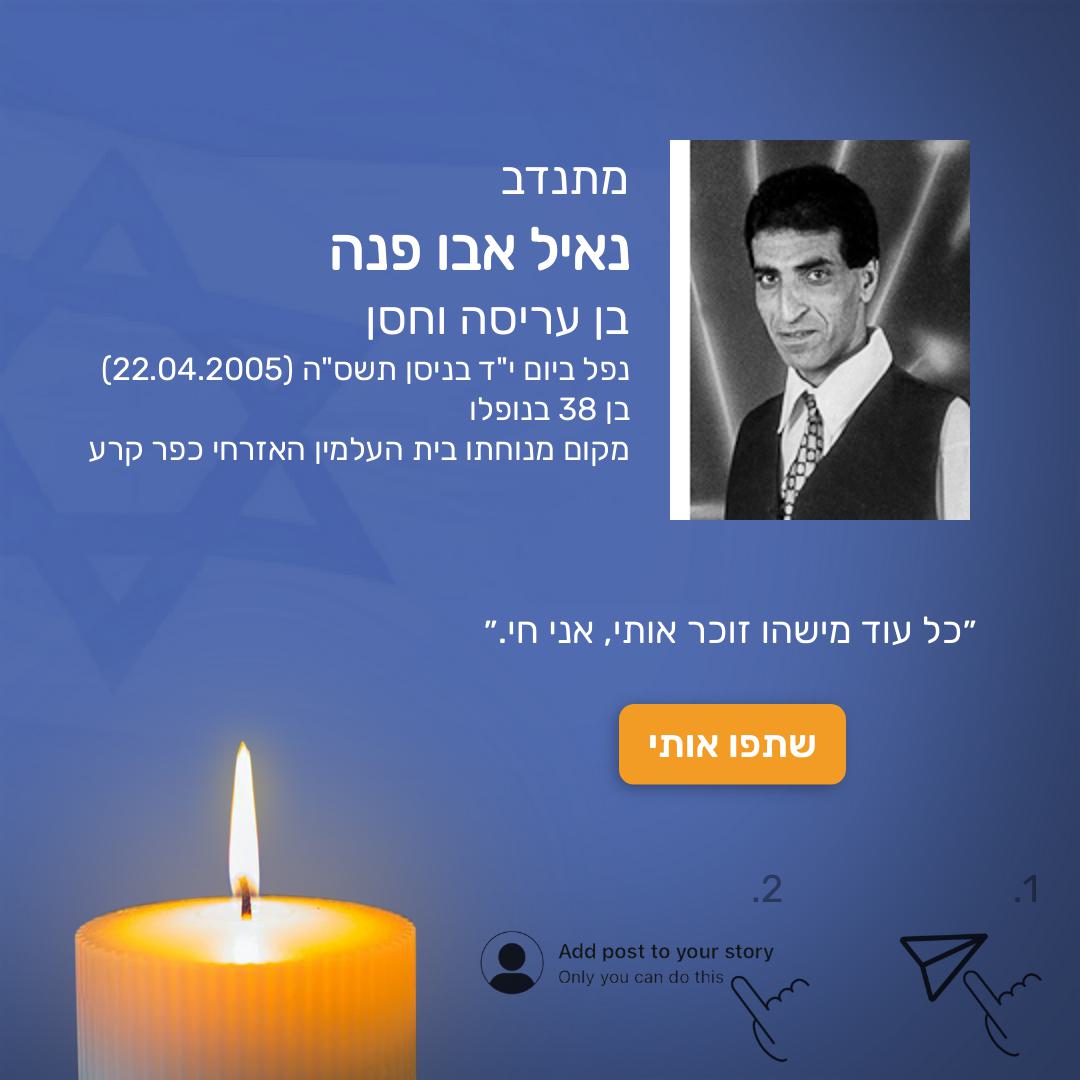 מתנדב
נאיל אבו פנה
בן עריסה וחסן
נפל ביום י"ד בניסן תשס"ה (22.04.2005)
בן 38 בנופלו
מקום מנוחתו בית העלמין האזרחי כפר קרע
״כל עוד מישהו זוכר אותי, אני חי.״
שתפו אותי
.1
.2
Add post to your story
Only you can do this